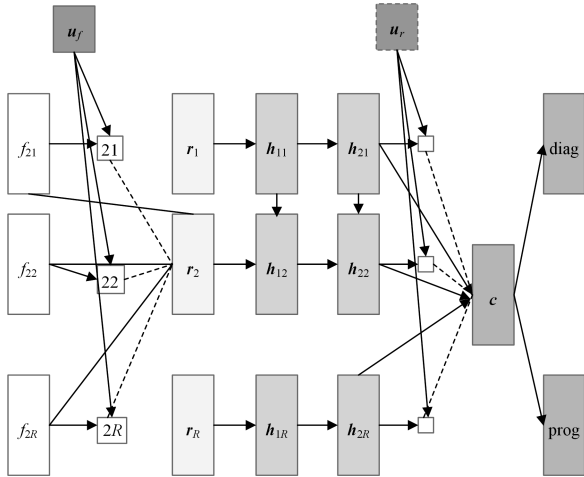 u_f
u_r
f_21
21
r_1
h_11
h_21
diag
f_22
22
r_2
h_12
h_22
c
f_2R
2R
r_R
h_1R
h_2R
prog